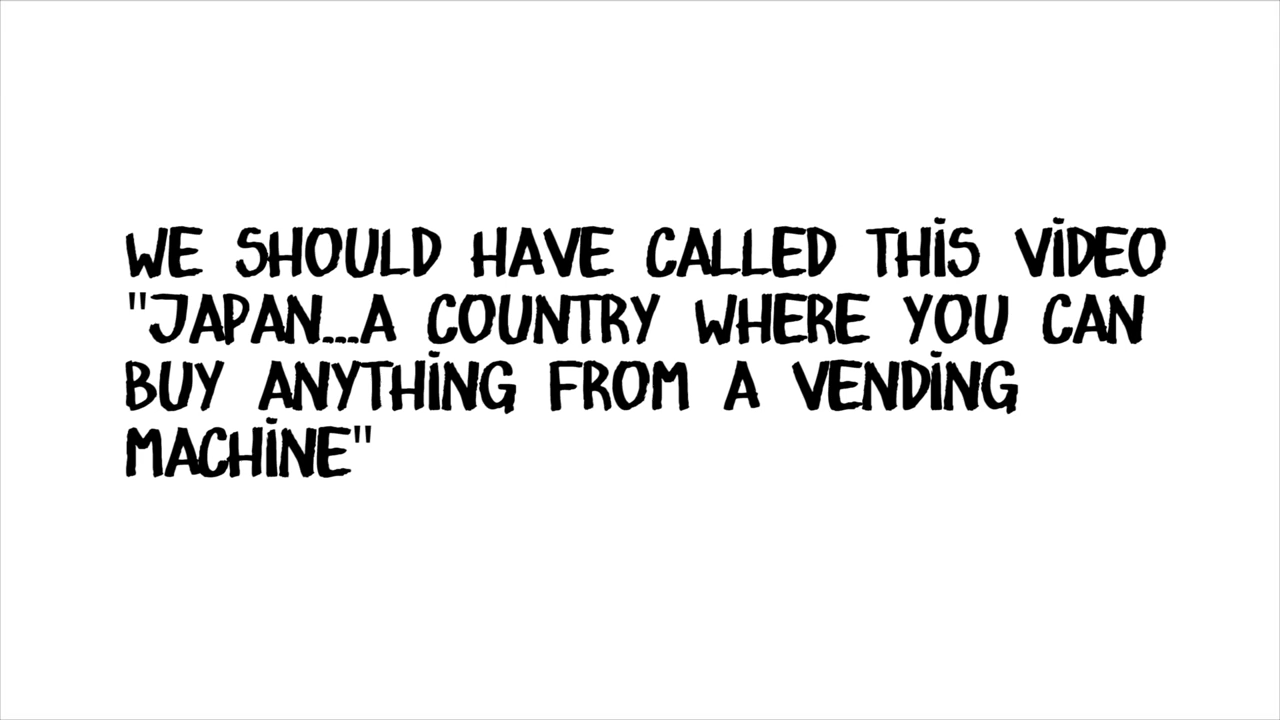 WE SHOULD HAVE CALLED THIS VIDEO
"JAPAN...A COUNTRY WHERE YOU CAN
BUY ANYTHING FROM A VENDING
MACHINE"